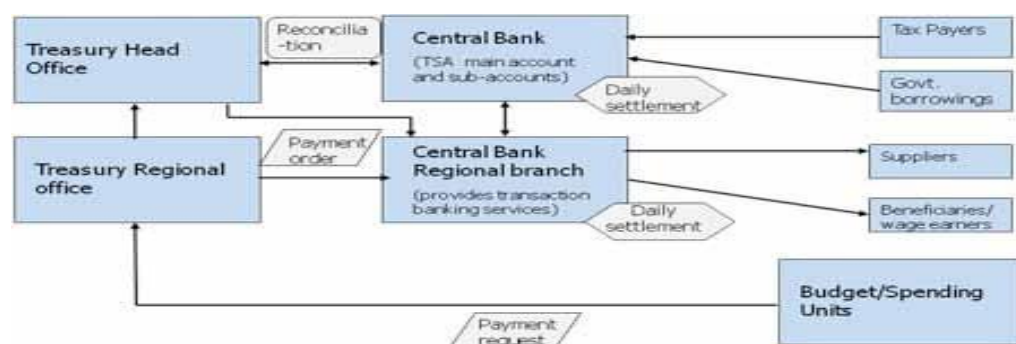 Treasury Head
Office
Reconcilia
-tion
Central Bank
(TSA main account
and sub-accounts)
Daily
settlement
Tax Payers
Govt.
borrowings
Treasury Regional
office
Payment
order
Central Bank
Regional branch
(provides transaction
banking services)
Daily
settlement
Suppliers
Beneficiaries/
wage earners
Budget/Spending
Units
Payment
request